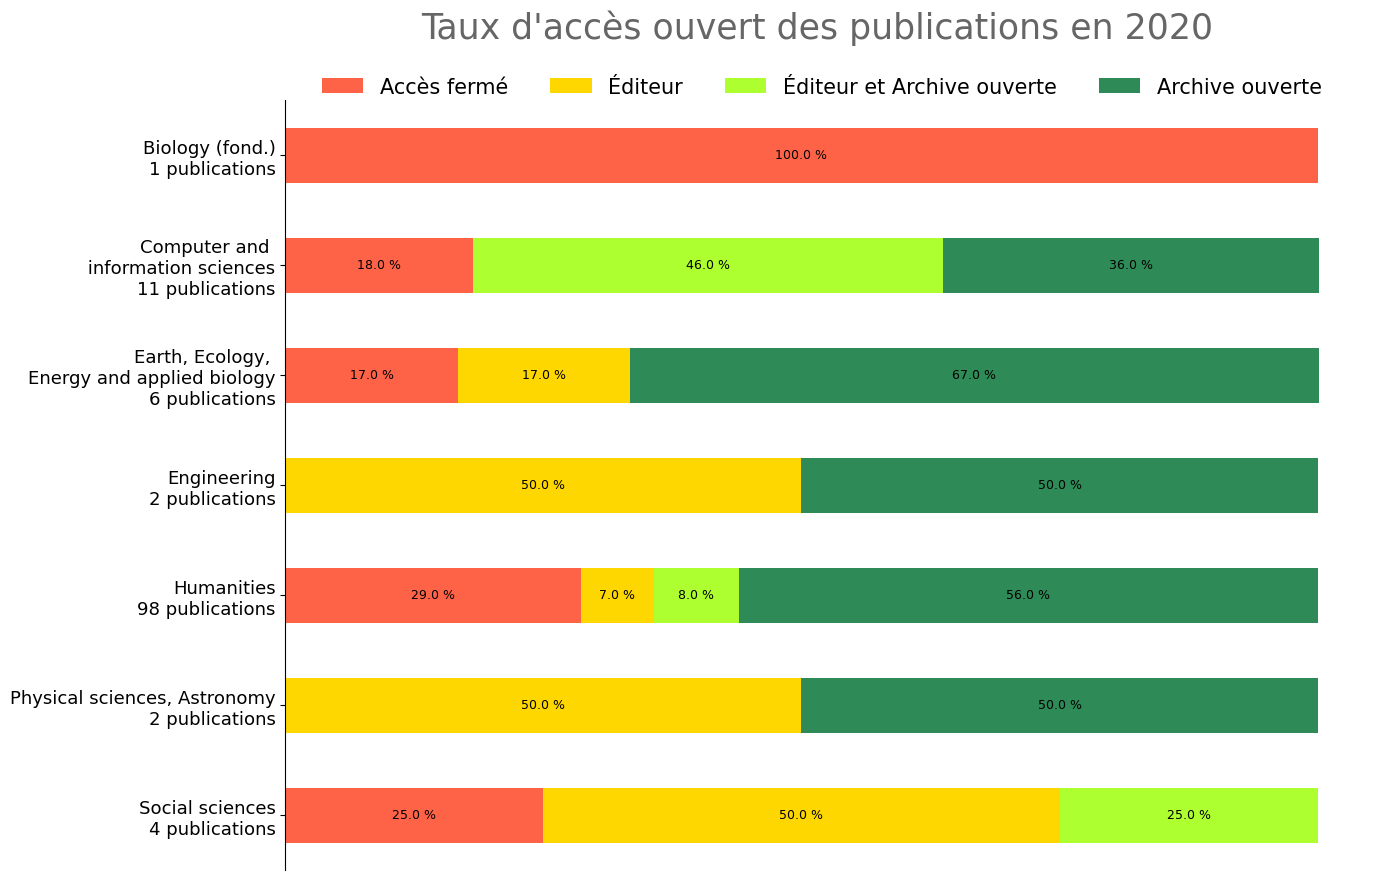 Taux d'accès ouvert des publications en 2020
Accès fermé Éditeur Éditeur et Archive ouverte Archive ouverte
Biology (fond.)
1 publications
100.0 %
Computer and
information sciences
11 publications
18.0 % 46.0 % 36.0 %
Earth, Ecology,
Energy and applied biology
6 publications
17.0 % 17.0 % 67.0 %
Engineering
2 publications
50.0 % 50.0 %
Humanities
98 publications
29.0 % 7.0 % 8.0 % 56.0 %
Physical sciences, Astronomy
2 publications
50.0 % 50.0 %
Social sciences
4 publications
25.0 % 50.0 % 25.0 %